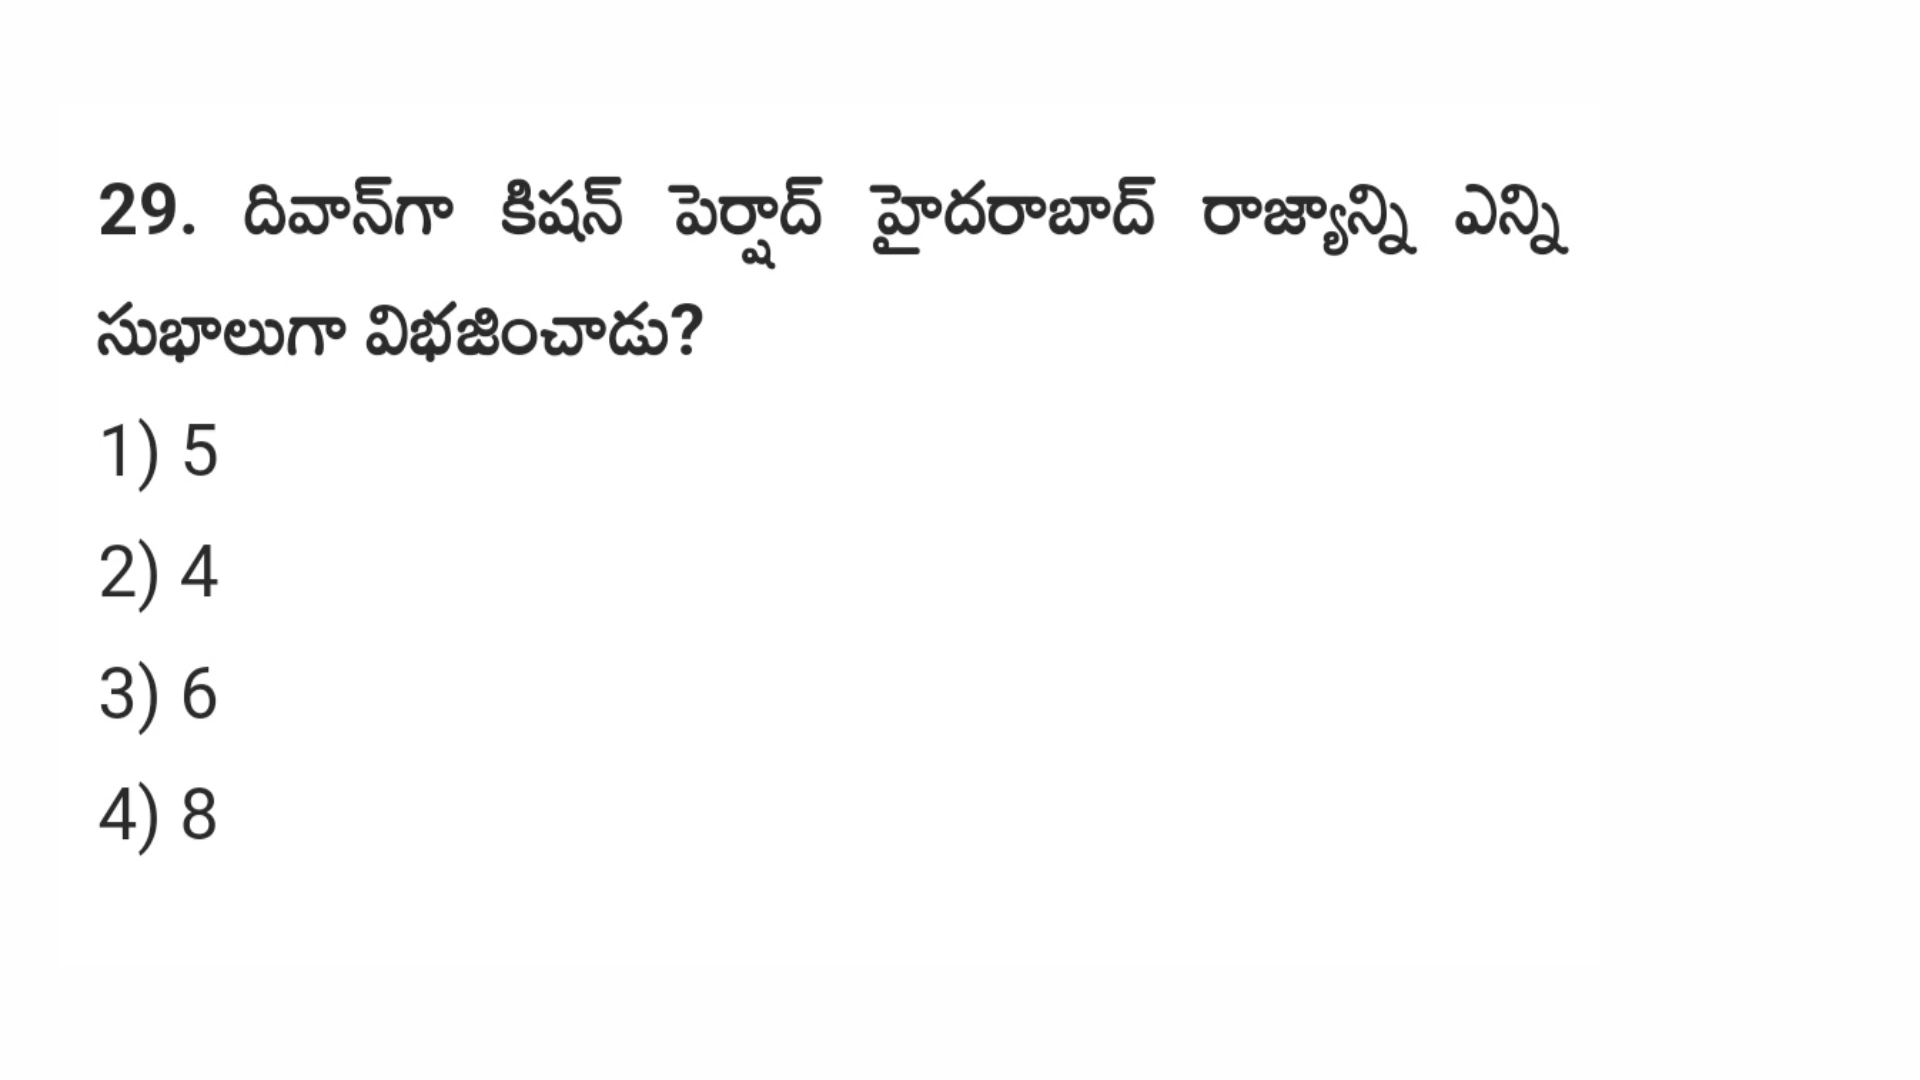 29. దివాన్‌గా కిషన్ పెర్షాద్ హైదరాబాద్ రాజ్యాన్ని ఎన్ని
సుభాలుగా విభజించాడు?
1) 5
2) 4
3) 6
4) 8